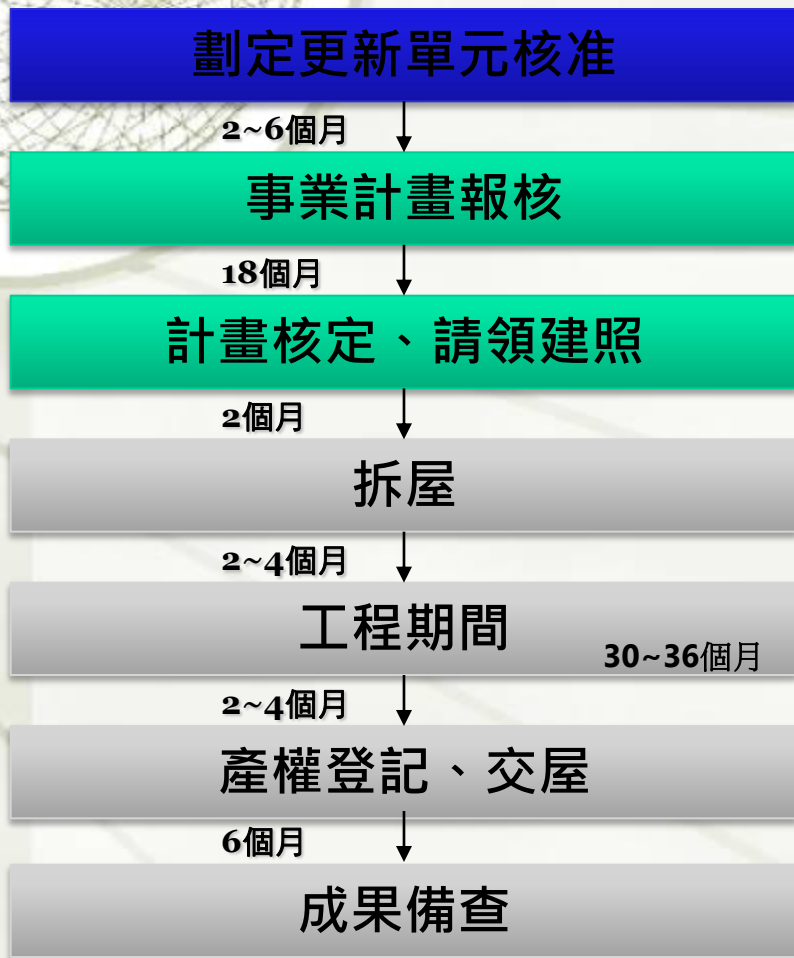 劃定更新單元核准
2~6個月
事業計畫報核
18個月
計畫核定、請領建照
2個月
拆屋
2~4個月
工程期間
30~36個月
2~4個月
產權登記、交屋
6個月
成果備查